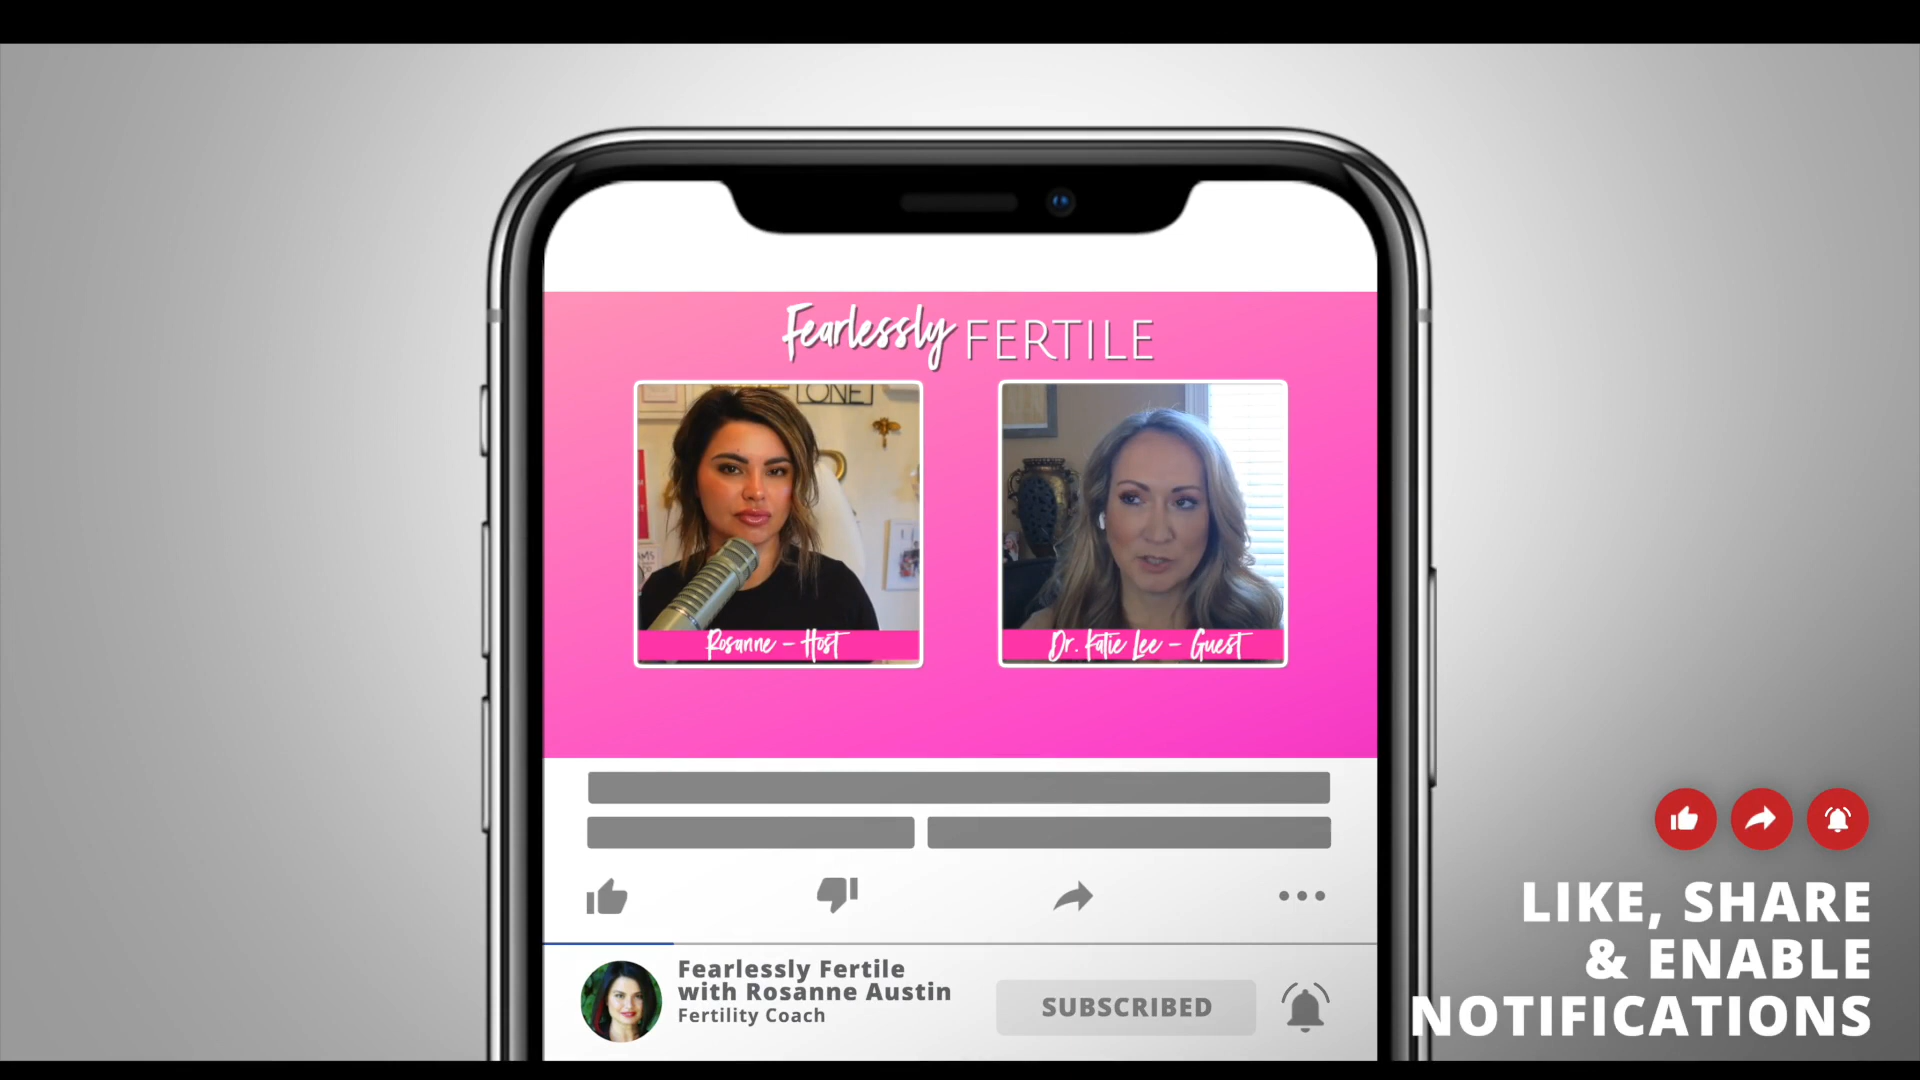 Fearlessly FERTILE
ONE
Rosanne – Host
Dr. Katie Lee – Guest
Fearlessly Fertile
with Rosanne Austin
Fertility Coach
SUBSCRIBED
LIKE, SHARE
& ENABLE
NOTIFICATIONS